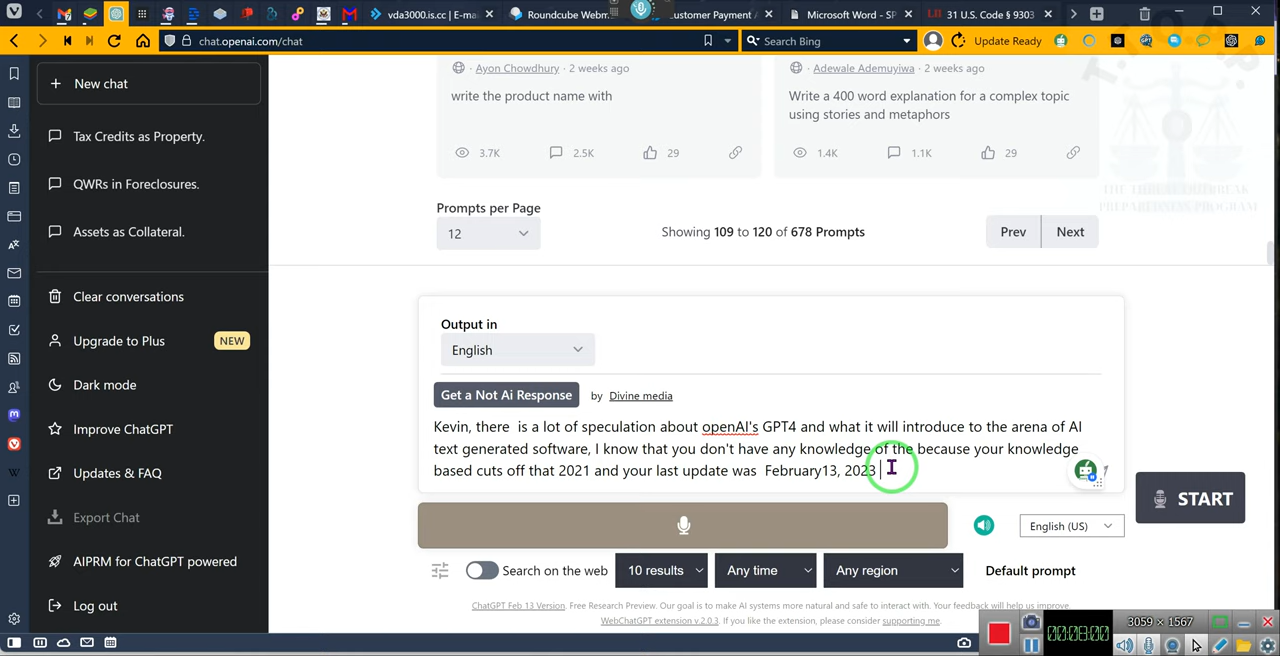 vda3000.is.cc | E-ma
Roundcube Webm
ustomer Payment A
Microsoft Word - SP
31 U.S. Code § 9303
chat.openai.com/chat
Search Bing
Update Ready
New chat
Tax Credits as Property.
QWRs in Foreclosures.
Assets as Collateral.
Clear conversations
Upgrade to Plus
NEW
Dark mode
Improve ChatGPT
Updates & FAQ
Export Chat
AIPRM for ChatGPT powered
Log out
· Ayon Chowdhury · 2 weeks ago
write the product name with
3.7K 2.5K 29
· Adewale Ademuyiwa · 2 weeks ago
Write a 400 word explanation for a complex topic
using stories and metaphors
1.4K 1.1K 29
THE THREAT OUTBREAK
PREPAREDNESS PROGRAM
Prompts per Page
12
Showing 109 to 120 of 678 Prompts
Prev Next
Output in
English
Get a Not Ai Response by Divine media
Kevin, there is a lot of speculation about openAI's GPT4 and what it will introduce to the arena of AI
text generated software, I know that you don't have any knowledge of the because your knowledge
based cuts off that 2021 and your last update was February13, 2023
START
English (US)
Search on the web
10 results
Any time
Any region
Default prompt
ChatGPT Feb 13 Version. Free Research Preview. Our goal is to make AI systems more natural and safe to interact with. Your feedback will help us improve.
WebChatGPT extension v.2.0.3. If you like the extension, please consider supporting me.
00:03:00
3059 × 1567